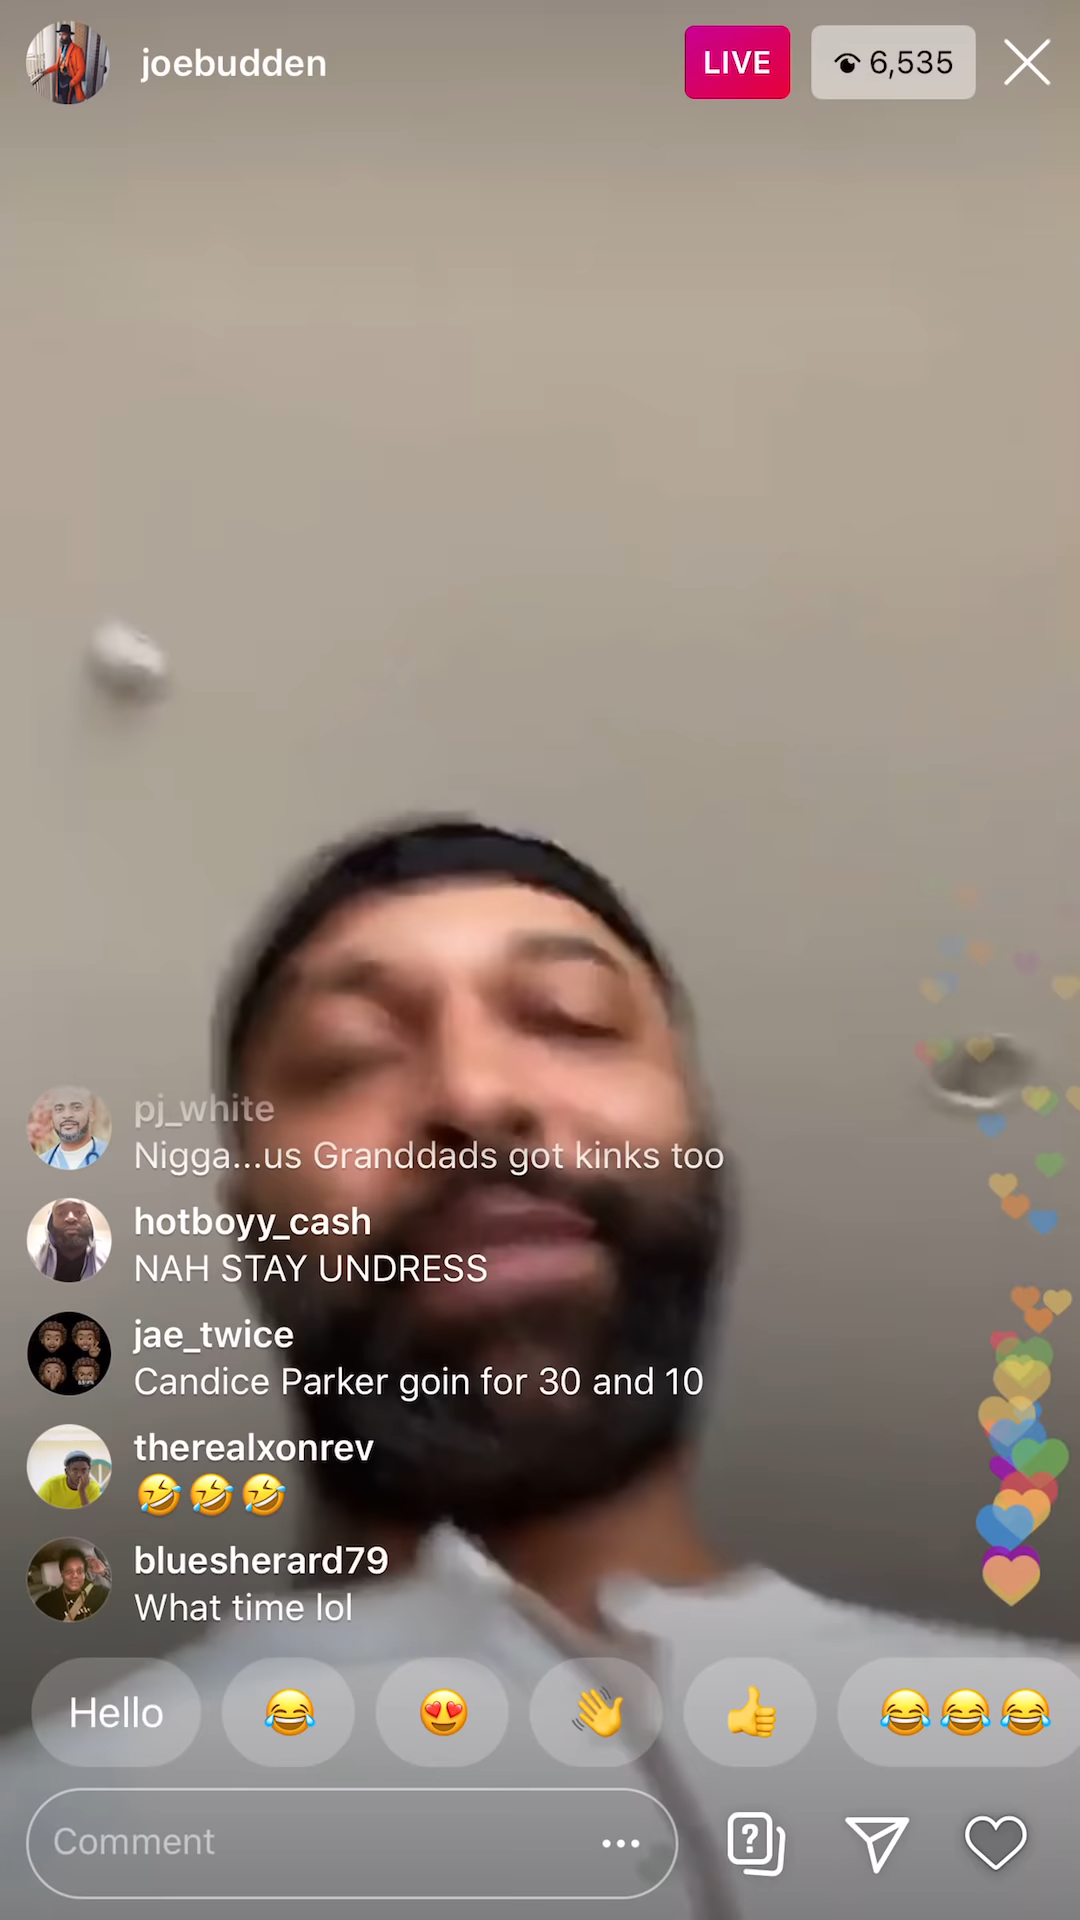 joebudden
LIVE
6,535
pj_white
Nigga...us Granddads got kinks too
hotboyy_cash
NAH STAY UNDRESS
jae_twice
Candice Parker goin for 30 and 10
therealxonrev
🤣🤣🤣
bluesherard79
What time lol
Hello 😂 😍 👋 👍 😂😂😂
Comment